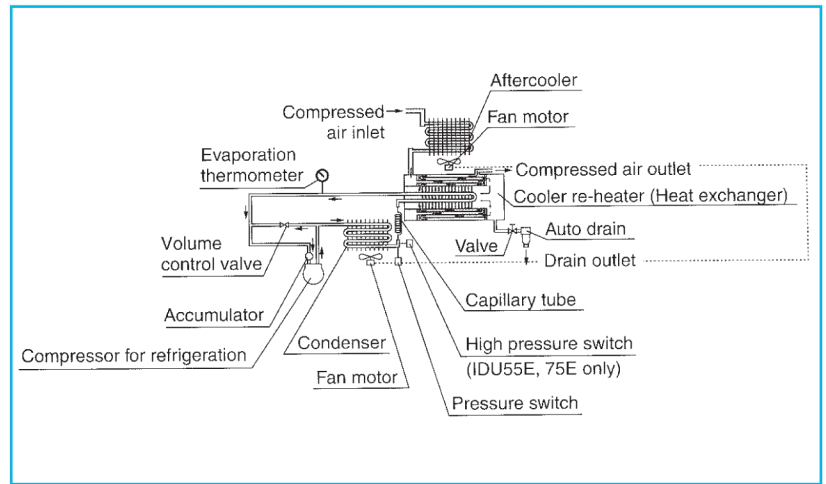 Aftercooler
Compressed
air inlet
Fan motor
Evaporation
thermometer
Compressed air outlet
Cooler re-heater (Heat exchanger)
Volume
control valve
Valve
Auto drain
Drain outlet
Accumulator
Capillary tube
Compressor for refrigeration
Condenser
High pressure switch
(IDU55E, 75E only)
Fan motor
Pressure switch